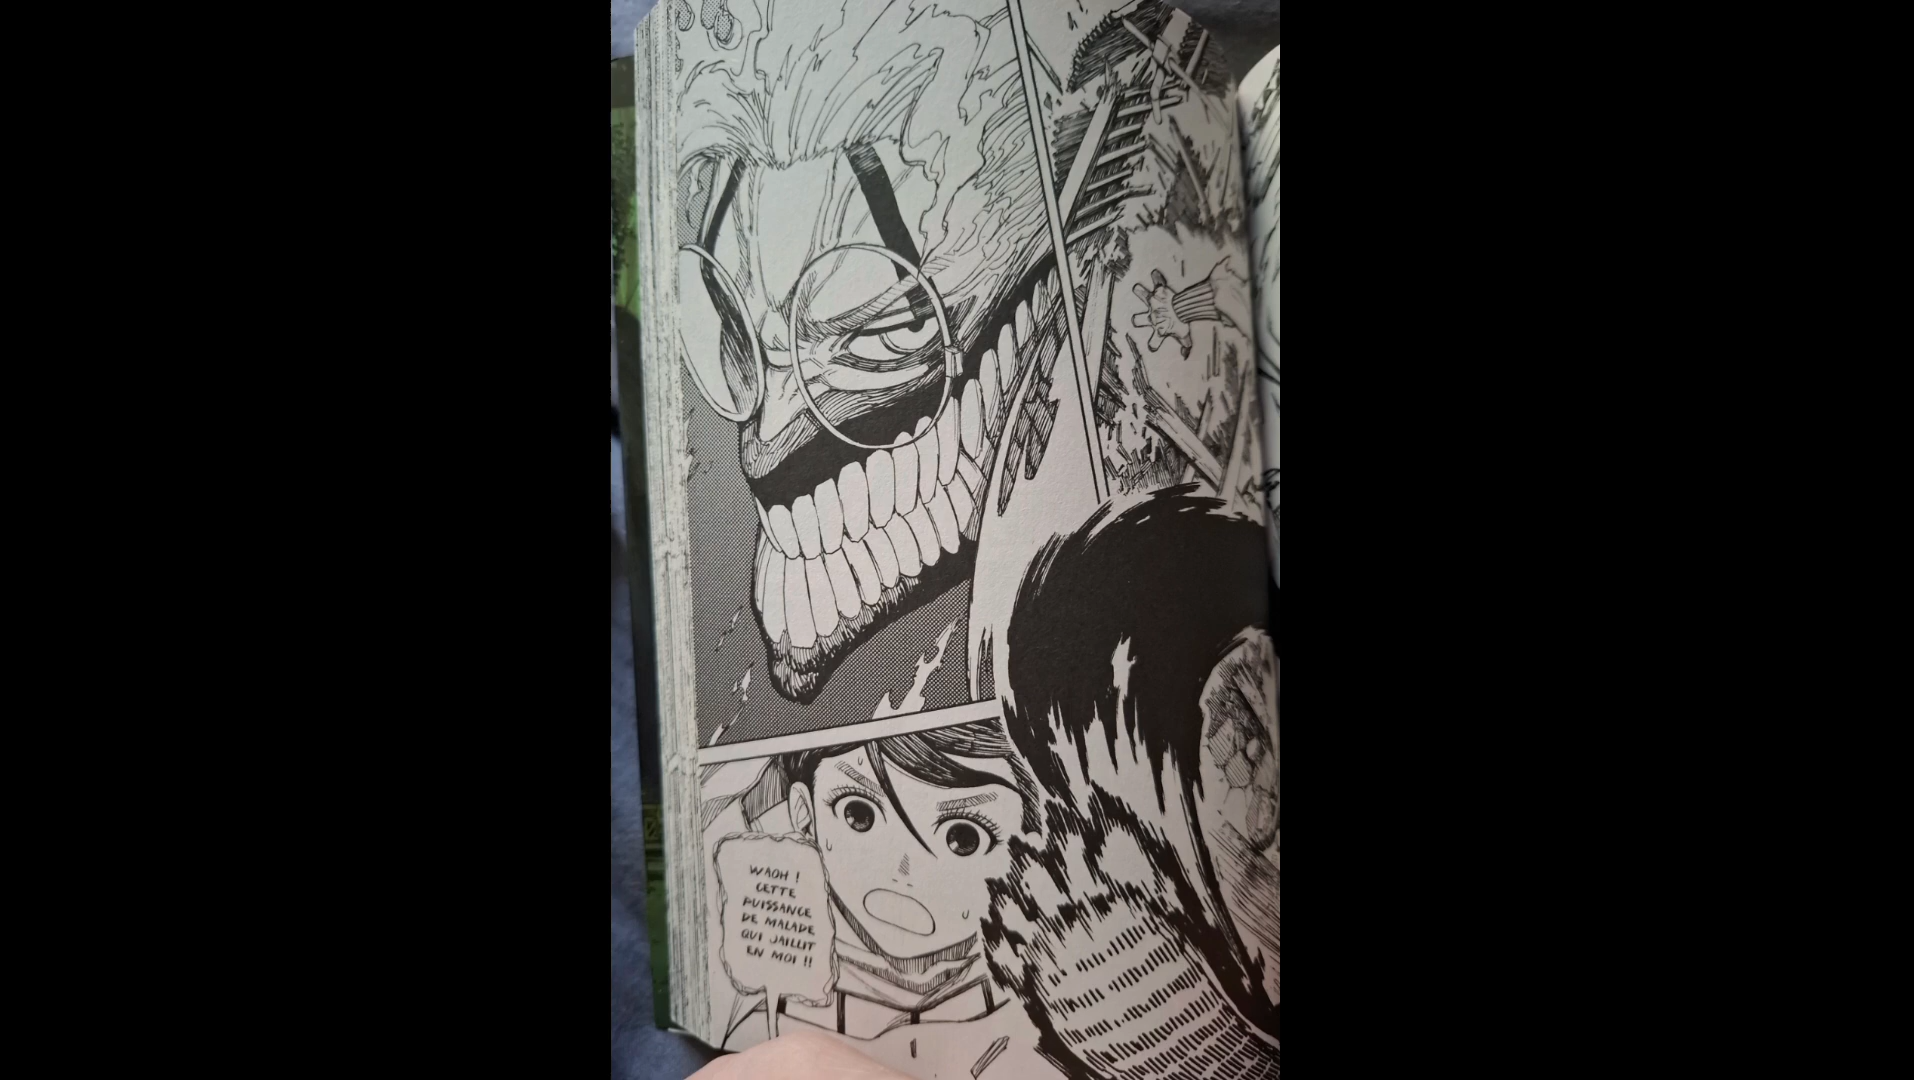 WAOH !
CETTE
PUISSANCE
DE MALADE
QUI JAILLIT
EN MOI !!